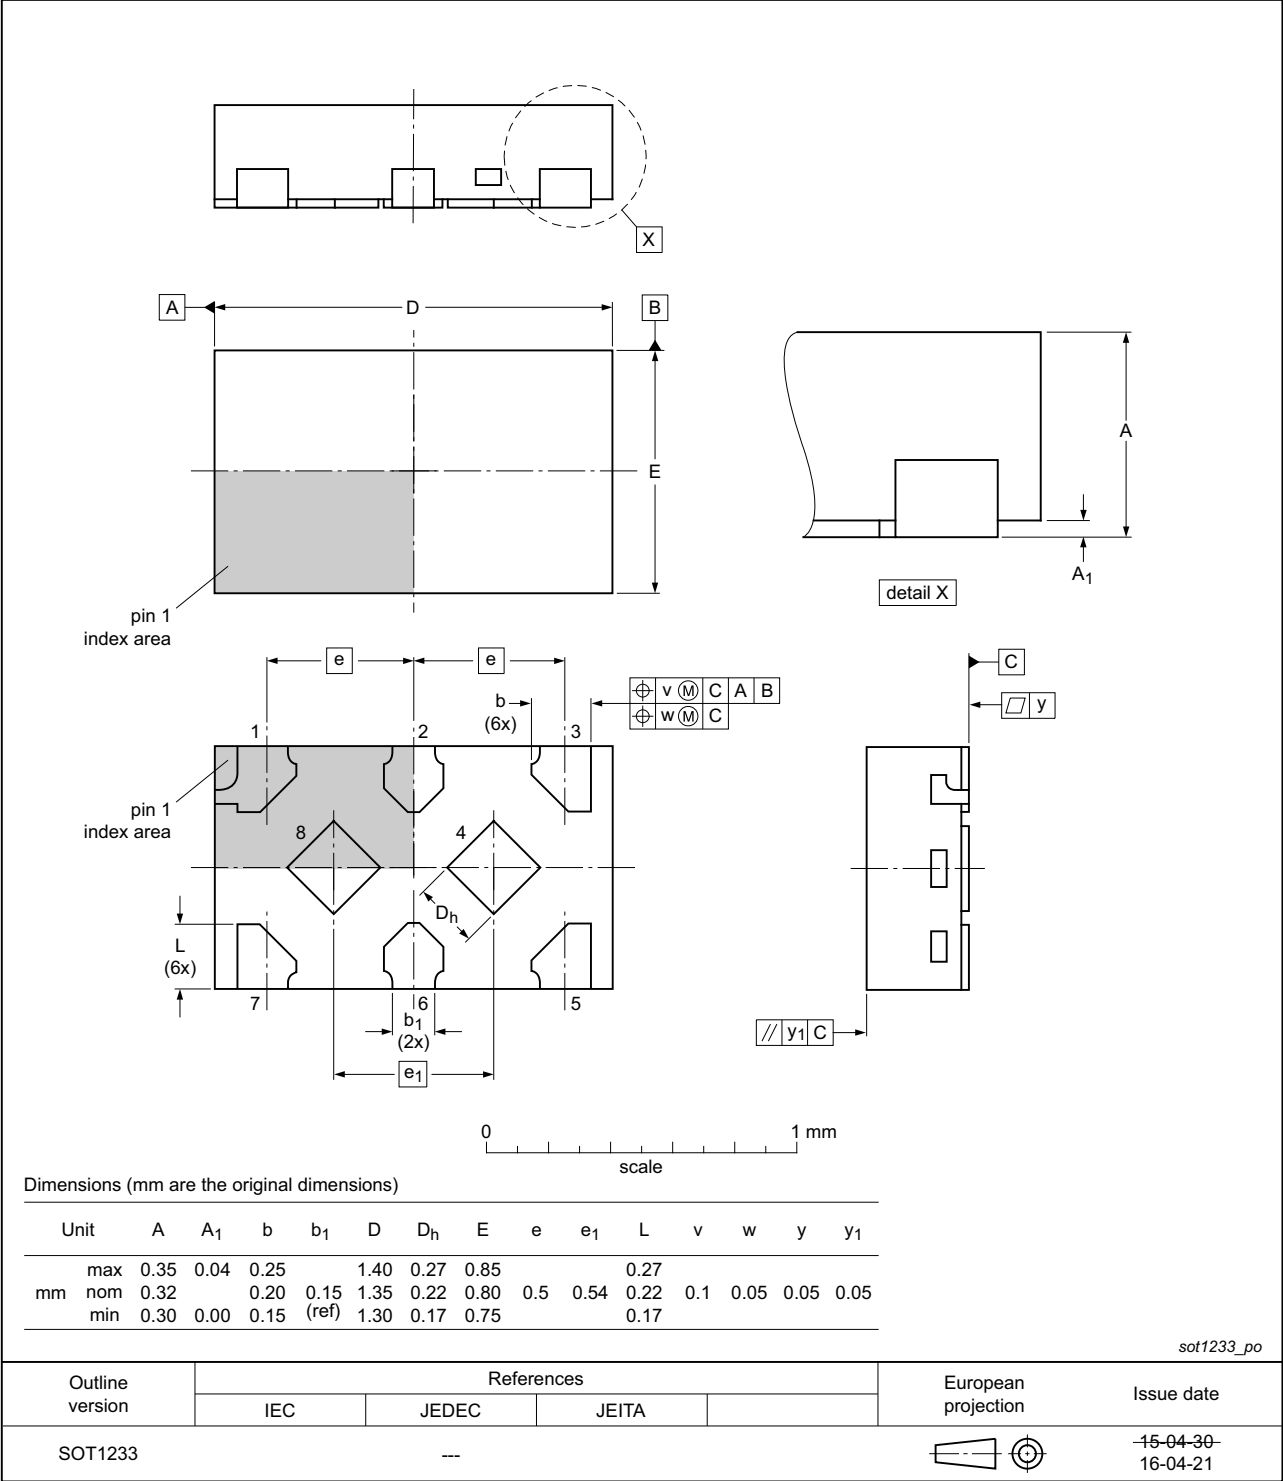 X
A
D
B
E
A
A1
detail X
pin 1
index area
e
e
C
b
(6x)
v Ⓜ C A B
w Ⓜ C
y
1
2
3
pin 1
index area
8
4
Dh
L
(6x)
7
6
5
b1
(2x)
e1
// y1 C
0
1 mm
scale
Dimensions (mm are the original dimensions)
Unit A A1 b b1 D Dh E e e1 L v w y y1
max 0.35 0.04 0.25 1.40 0.27 0.85 0.27
mm nom 0.32 0.20 0.15 1.35 0.22 0.80 0.5 0.54 0.22 0.1 0.05 0.05 0.05
(ref)
min 0.30 0.00 0.15 1.30 0.17 0.75 0.17
sot1233_po
Outline
version
References
European
projection
Issue date
IEC JEDEC JEITA
SOT1233
---
15-04-30
16-04-21